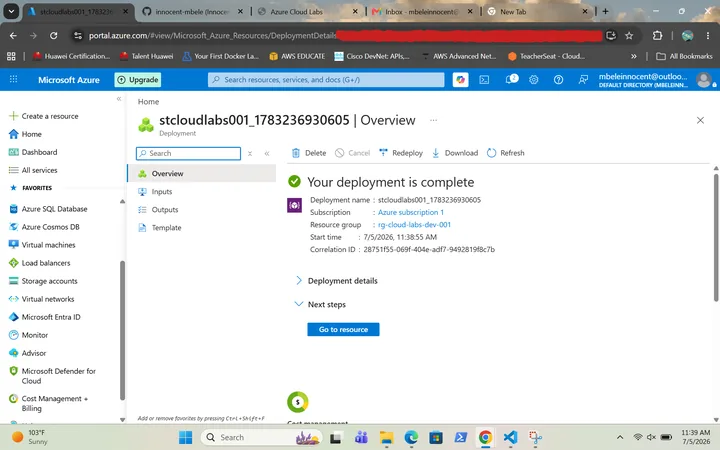 stcloudlabs001_1783236
innocent-mbele (Innocen
Azure Cloud Labs
Inbox - mbeleinnocent@
New Tab
portal.azure.com/#view/Microsoft_Azure_Resources/DeploymentDetails
Huawei Certification...
Talent Huawei
Your First Docker La...
AWS EDUCATE
Cisco DevNet: APIs,...
AWS Advanced Net...
TeacherSeat - Cloud...
All Bookmarks
Microsoft Azure
Upgrade
Search resources, services, and docs (G+/)
mbeleinnocent@outloo...
DEFAULT DIRECTORY (MBELEINN...
Create a resource
Home
Dashboard
All services
FAVORITES
Azure SQL Database
Azure Cosmos DB
Virtual machines
Load balancers
Storage accounts
Virtual networks
Microsoft Entra ID
Monitor
Advisor
Microsoft Defender for
Cloud
Cost Management +
Billing
Home
stcloudlabs001_1783236930605 | Overview
Deployment
Search
Overview
Inputs
Outputs
Template
Add or remove favorites by pressing Ctrl+Shift+F
Delete
Cancel
Redeploy
Download
Refresh
Your deployment is complete
Deployment name : stcloudlabs001_1783236930605
Subscription : Azure subscription 1
Resource group : rg-cloud-labs-dev-001
Start time : 7/5/2026, 11:38:55 AM
Correlation ID : 28751f55-069f-404e-adf7-9492819f8c7b
Deployment details
Next steps
Go to resource
Cost management
103°F
Sunny
Search
11:39 AM
7/5/2026